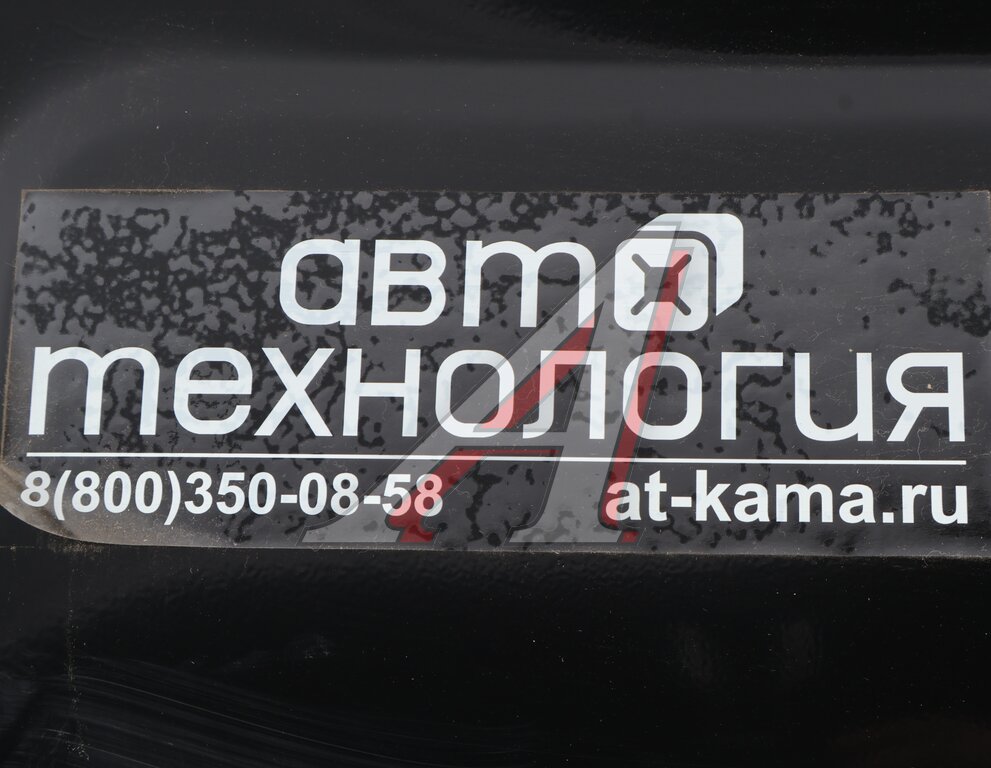 авто
технология
8(800)350-08-58 at-kama.ru